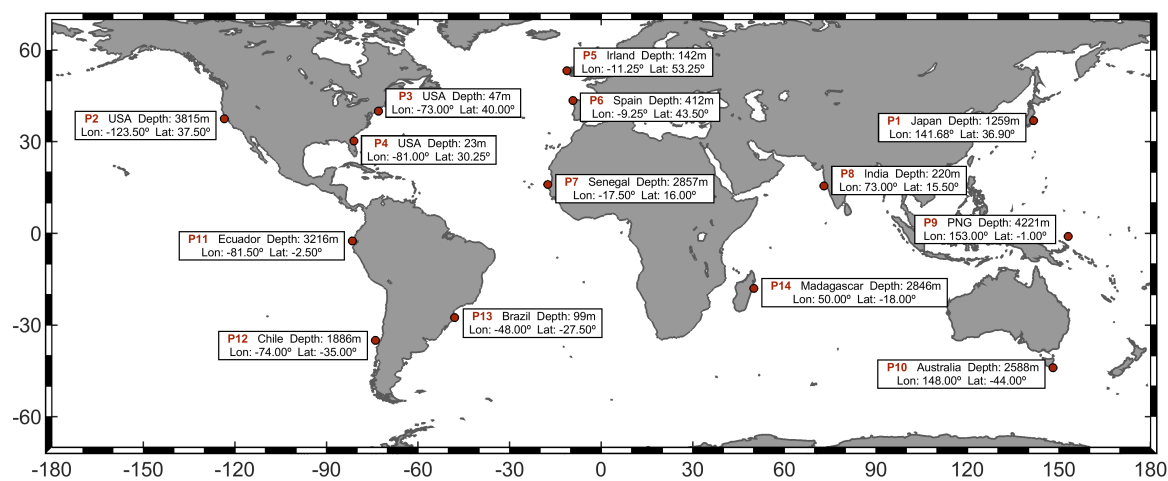 60
30
0
-30
-60
P5 Irland Depth: 142m
Lon: -11.25º Lat: 53.25º
P3 USA Depth: 47m
Lon: -73.00º Lat: 40.00º
P6 Spain Depth: 412m
Lon: -9.25º Lat: 43.50º
P2 USA Depth: 3815m
Lon: -123.50º Lat: 37.50º
P1 Japan Depth: 1259m
Lon: 141.68º Lat: 36.90º
P4 USA Depth: 23m
Lon: -81.00º Lat: 30.25º
P8 India Depth: 220m
Lon: 73.00º Lat: 15.50º
P7 Senegal Depth: 2857m
Lon: -17.50º Lat: 16.00º
P9 PNG Depth: 4221m
Lon: 153.00º Lat: -1.00º
P11 Ecuador Depth: 3216m
Lon: -81.50º Lat: -2.50º
P14 Madagascar Depth: 2846m
Lon: 50.00º Lat: -18.00º
P13 Brazil Depth: 99m
Lon: -48.00º Lat: -27.50º
P12 Chile Depth: 1886m
Lon: -74.00º Lat: -35.00º
P10 Australia Depth: 2588m
Lon: 148.00º Lat: -44.00º
-180 -150 -120 -90 -60 -30 0 30 60 90 120 150 180